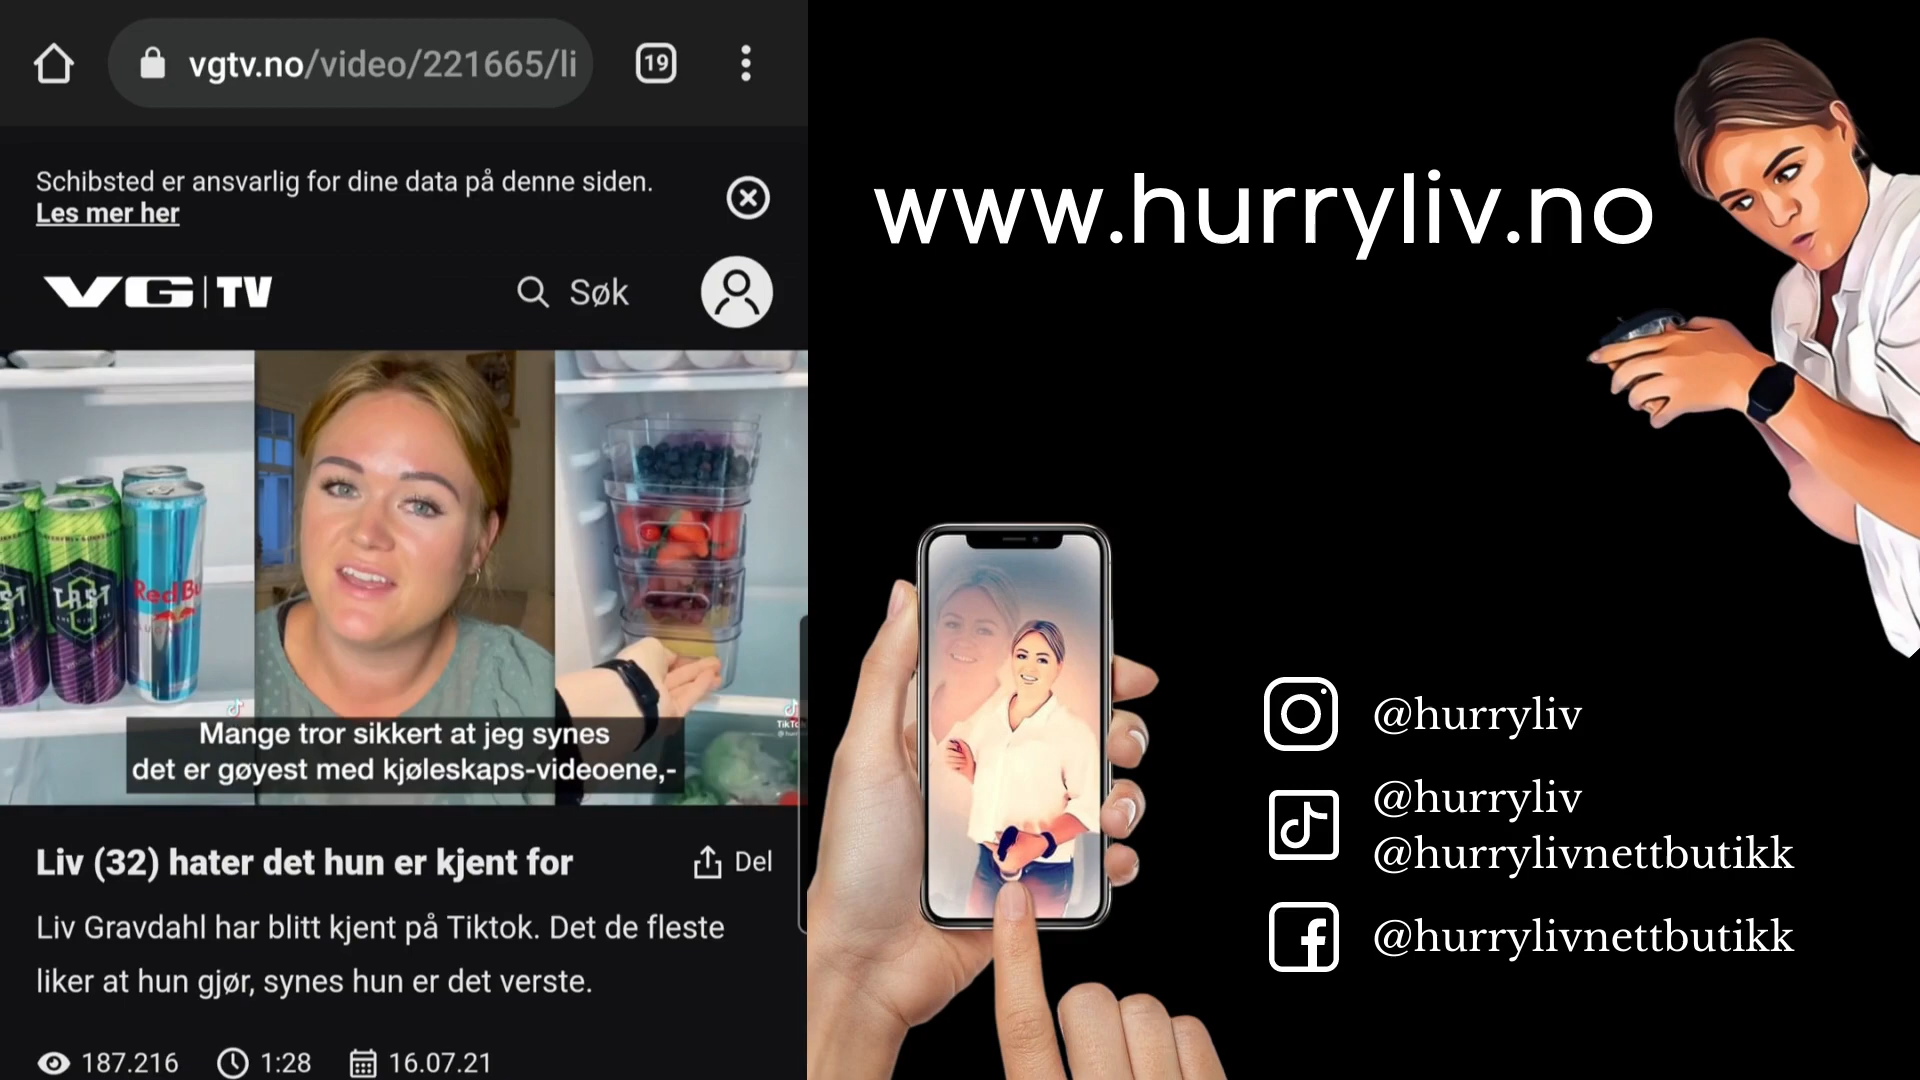 vgtv.no/video/221665/li
19
Schibsted er ansvarlig for dine data på denne siden.
Les mer her
VG TV
Søk
RedBu
Mange tror sikkert at jeg synes
det er gøyest med kjøleskaps-videoene,-
Liv (32) hater det hun er kjent for
Del
Liv Gravdahl har blitt kjent på Tiktok. Det de fleste
liker at hun gjør, synes hun er det verste.
187.216
1:28
16.07.21
www.hurryliv.no
@hurryliv
@hurryliv
@hurrylivnettbutikk
@hurrylivnettbutikk